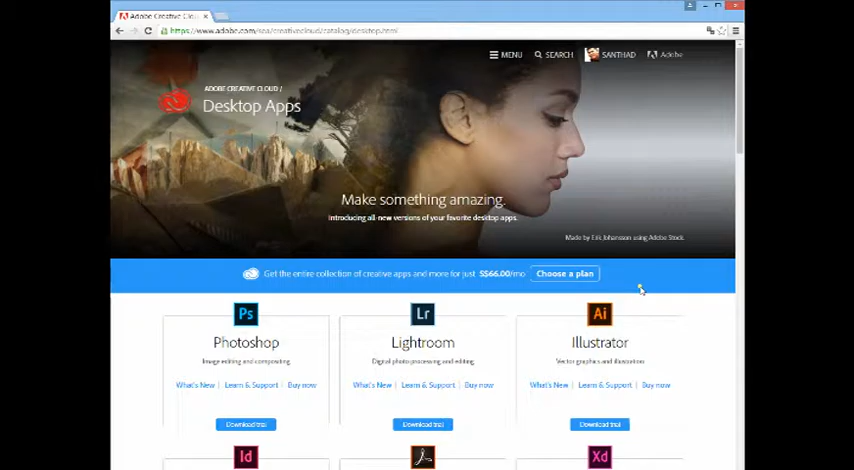 Adobe Creative Clou
https://www.adobe.com/sea/creativecloud/catalog/desktop.html
MENU SEARCH SANTHAD Adobe
ADOBE CREATIVE CLOUD /
Desktop Apps
Make something amazing.
Introducing all-new versions of your favorite desktop apps.
Made by Erik Johansson using Adobe Stock.
Get the entire collection of creative apps and more for just S$66.00/mo Choose a plan
Ps Lr Ai
Photoshop Lightroom Illustrator
Image editing and compositing. Digital photo processing and editing. Vector graphics and illustration.
What's New | Learn & Support | Buy now What's New | Learn & Support | Buy now What's New | Learn & Support | Buy now
Download trial Download trial Download trial
Id Xd